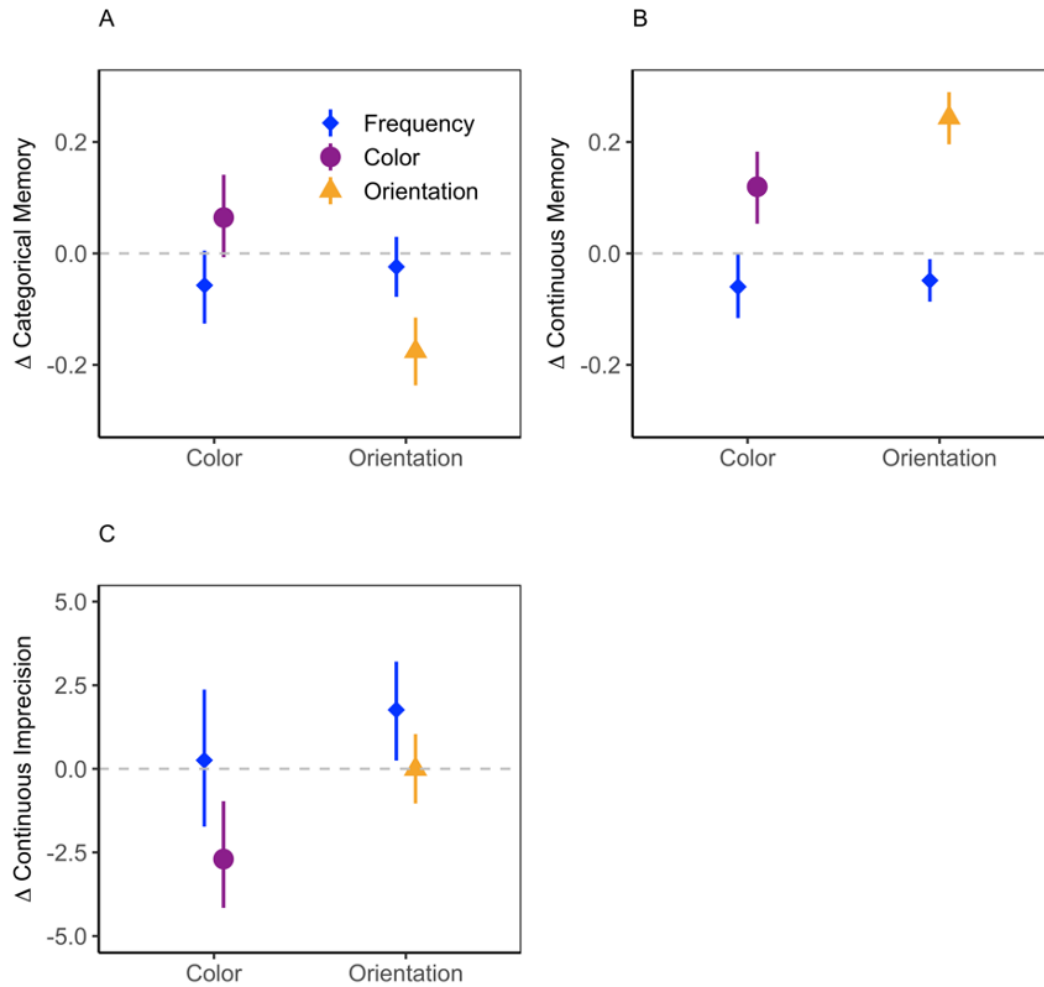 A
Δ Categorical Memory
0.2
0.0
-0.2
Frequency
Color
Orientation
Color
Orientation
B
Δ Continuous Memory
0.2
0.0
-0.2
Color
Orientation
C
Δ Continuous Imprecision
5.0
2.5
0.0
-2.5
-5.0
Color
Orientation